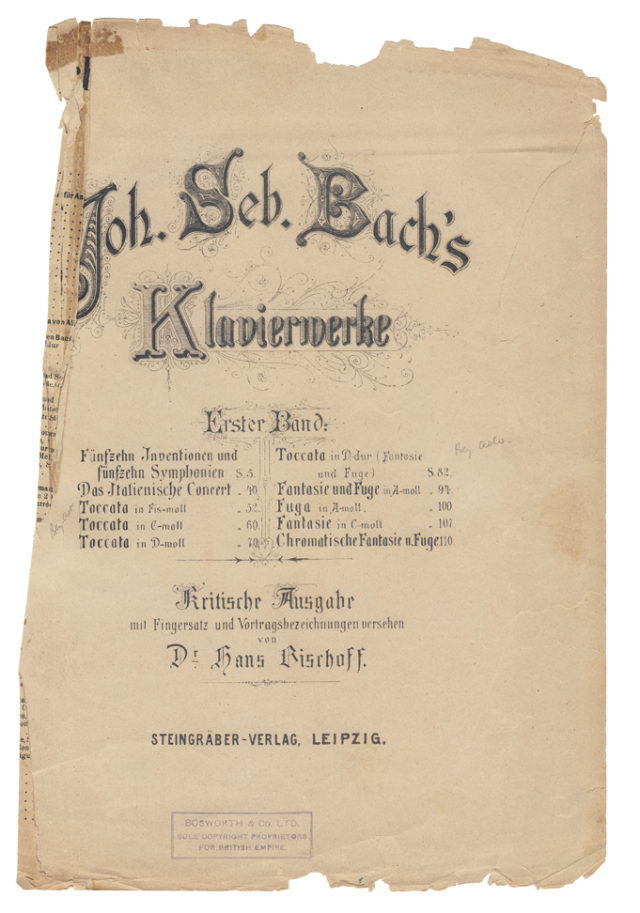 Joh. Seb. Bach's
Klavierwerke
Erster Band:
Fünfzehn Inventionen und
fünfzehn Symphonien S. 5.
Das Italienische Concert „ 40.
Toccata in Fis-moll „ 52.
Toccata in C-moll „ 60.
Toccata in D-moll „ 70.
Toccata in D-dur (Fantasie
und Fuge) S. 82.
Fantasie und Fuge in A-moll „ 94.
Fuga in A-moll „ 100
Fantasie in C-moll „ 107.
Chromatische Fantasie u. Fuge 110.
Kritische Ausgabe
mit Fingersatz und Vortragsbezeichnungen versehen
von
Dr. Hans Bischoff.
STEINGRÄBER-VERLAG, LEIPZIG.
BOSWORTH & Co. LTD.
SOLE COPYRIGHT PROPRIETORS
FOR BRITISH EMPIRE.